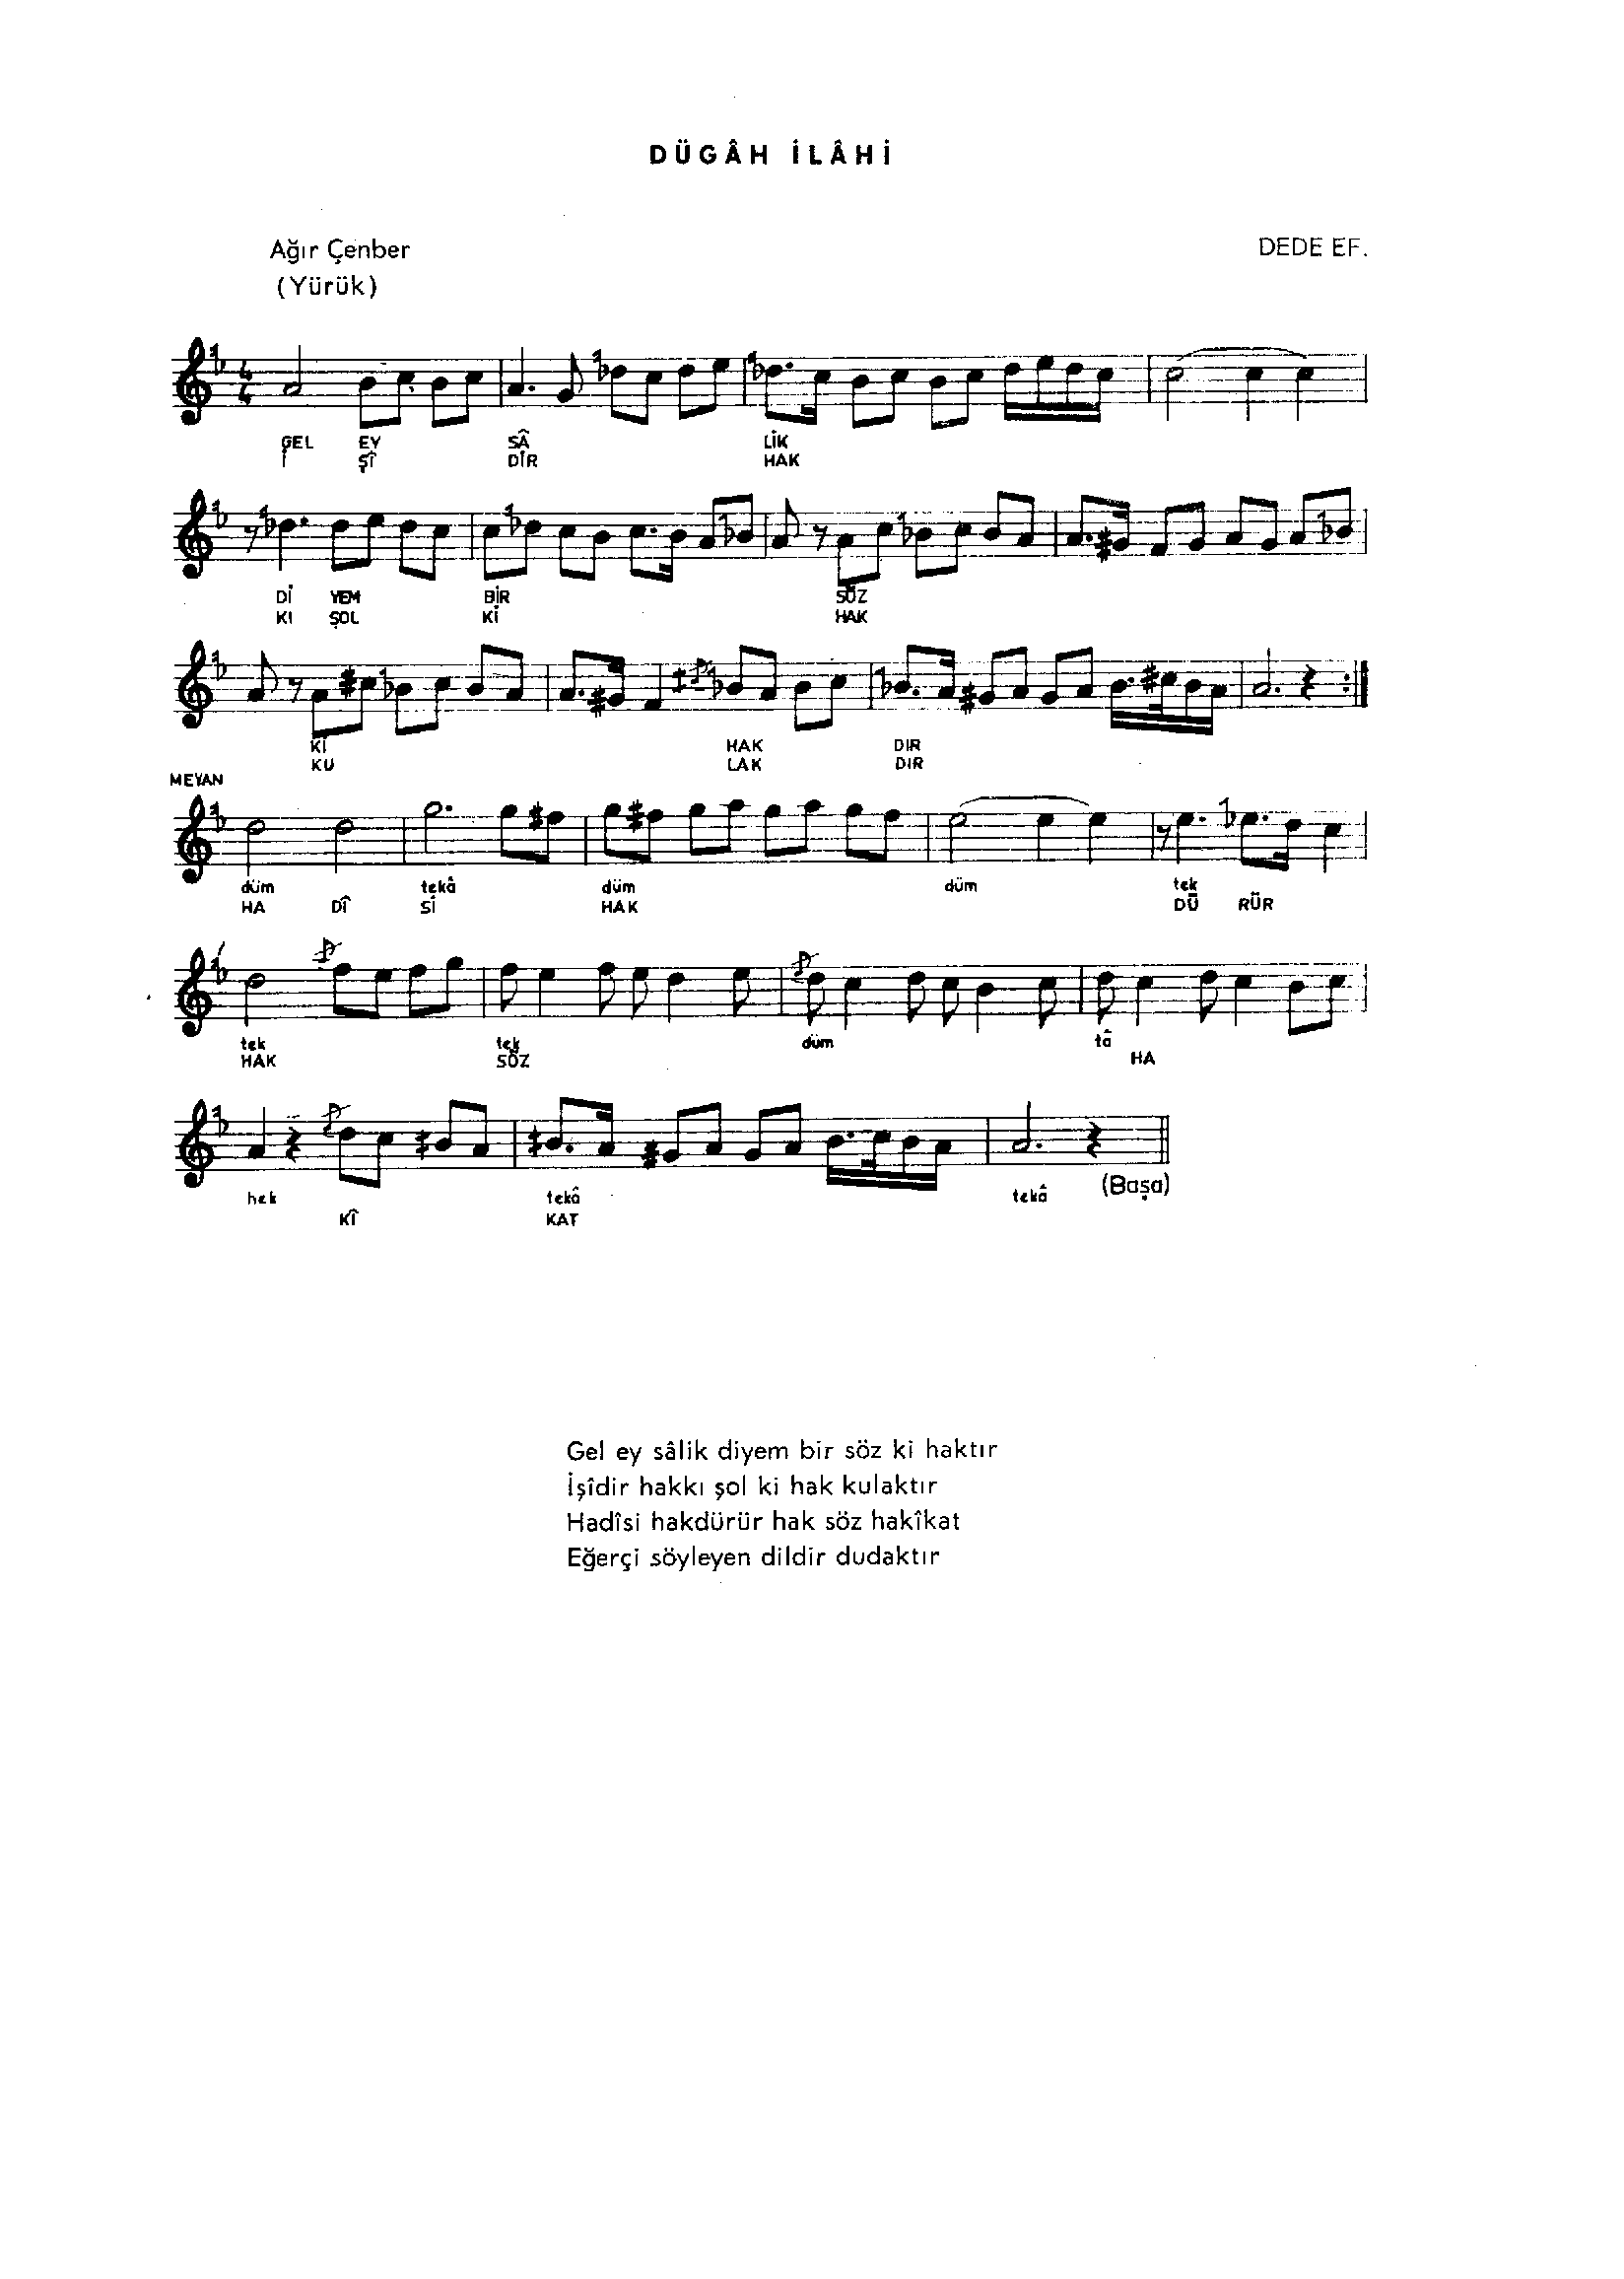 DÜGÂH İLÂHİ
Ağır Çenber
DEDE EF.
(Yürük)
4
4
GEL EY SÂ LİK
İ ŞÎ DİR HAK
Dİ YEM BİR SÖZ
KI ŞOL Kİ HAK
Kİ HAK DIR
KU LAK DIR
MEYAN
düm tekâ düm düm tek
HA DÎ Sİ HAK DÜ RÜR
tek tek düm tâ
HAK SÖZ HA
hek tekâ tekâ (Başa)
KÎ KAT
Gel ey sâlik diyem bir söz ki haktır
İşîdir hakkı şol ki hak kulaktır
Hadîsi hakdürür hak söz hakîkat
Eğerçi söyleyen dildir dudaktır